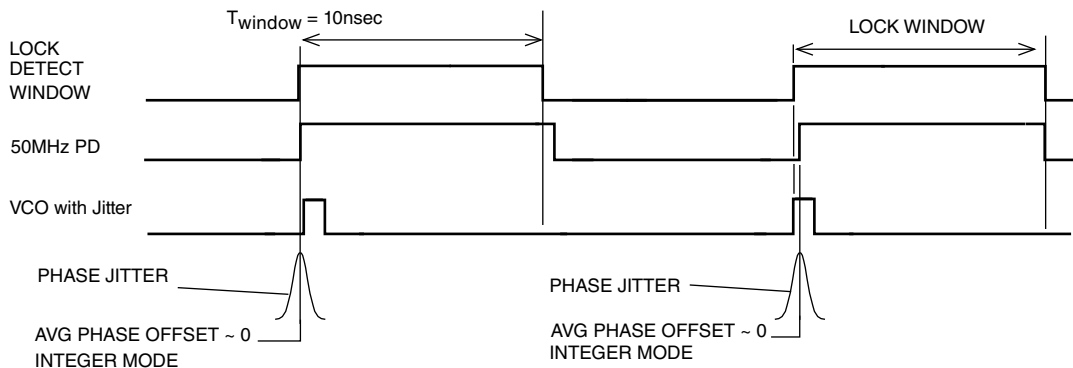 Twindow = 10nsec
LOCK WINDOW
LOCK
DETECT
WINDOW
50MHz PD
VCO with Jitter
PHASE JITTER
PHASE JITTER
AVG PHASE OFFSET ~ 0
INTEGER MODE
AVG PHASE OFFSET ~ 0
INTEGER MODE